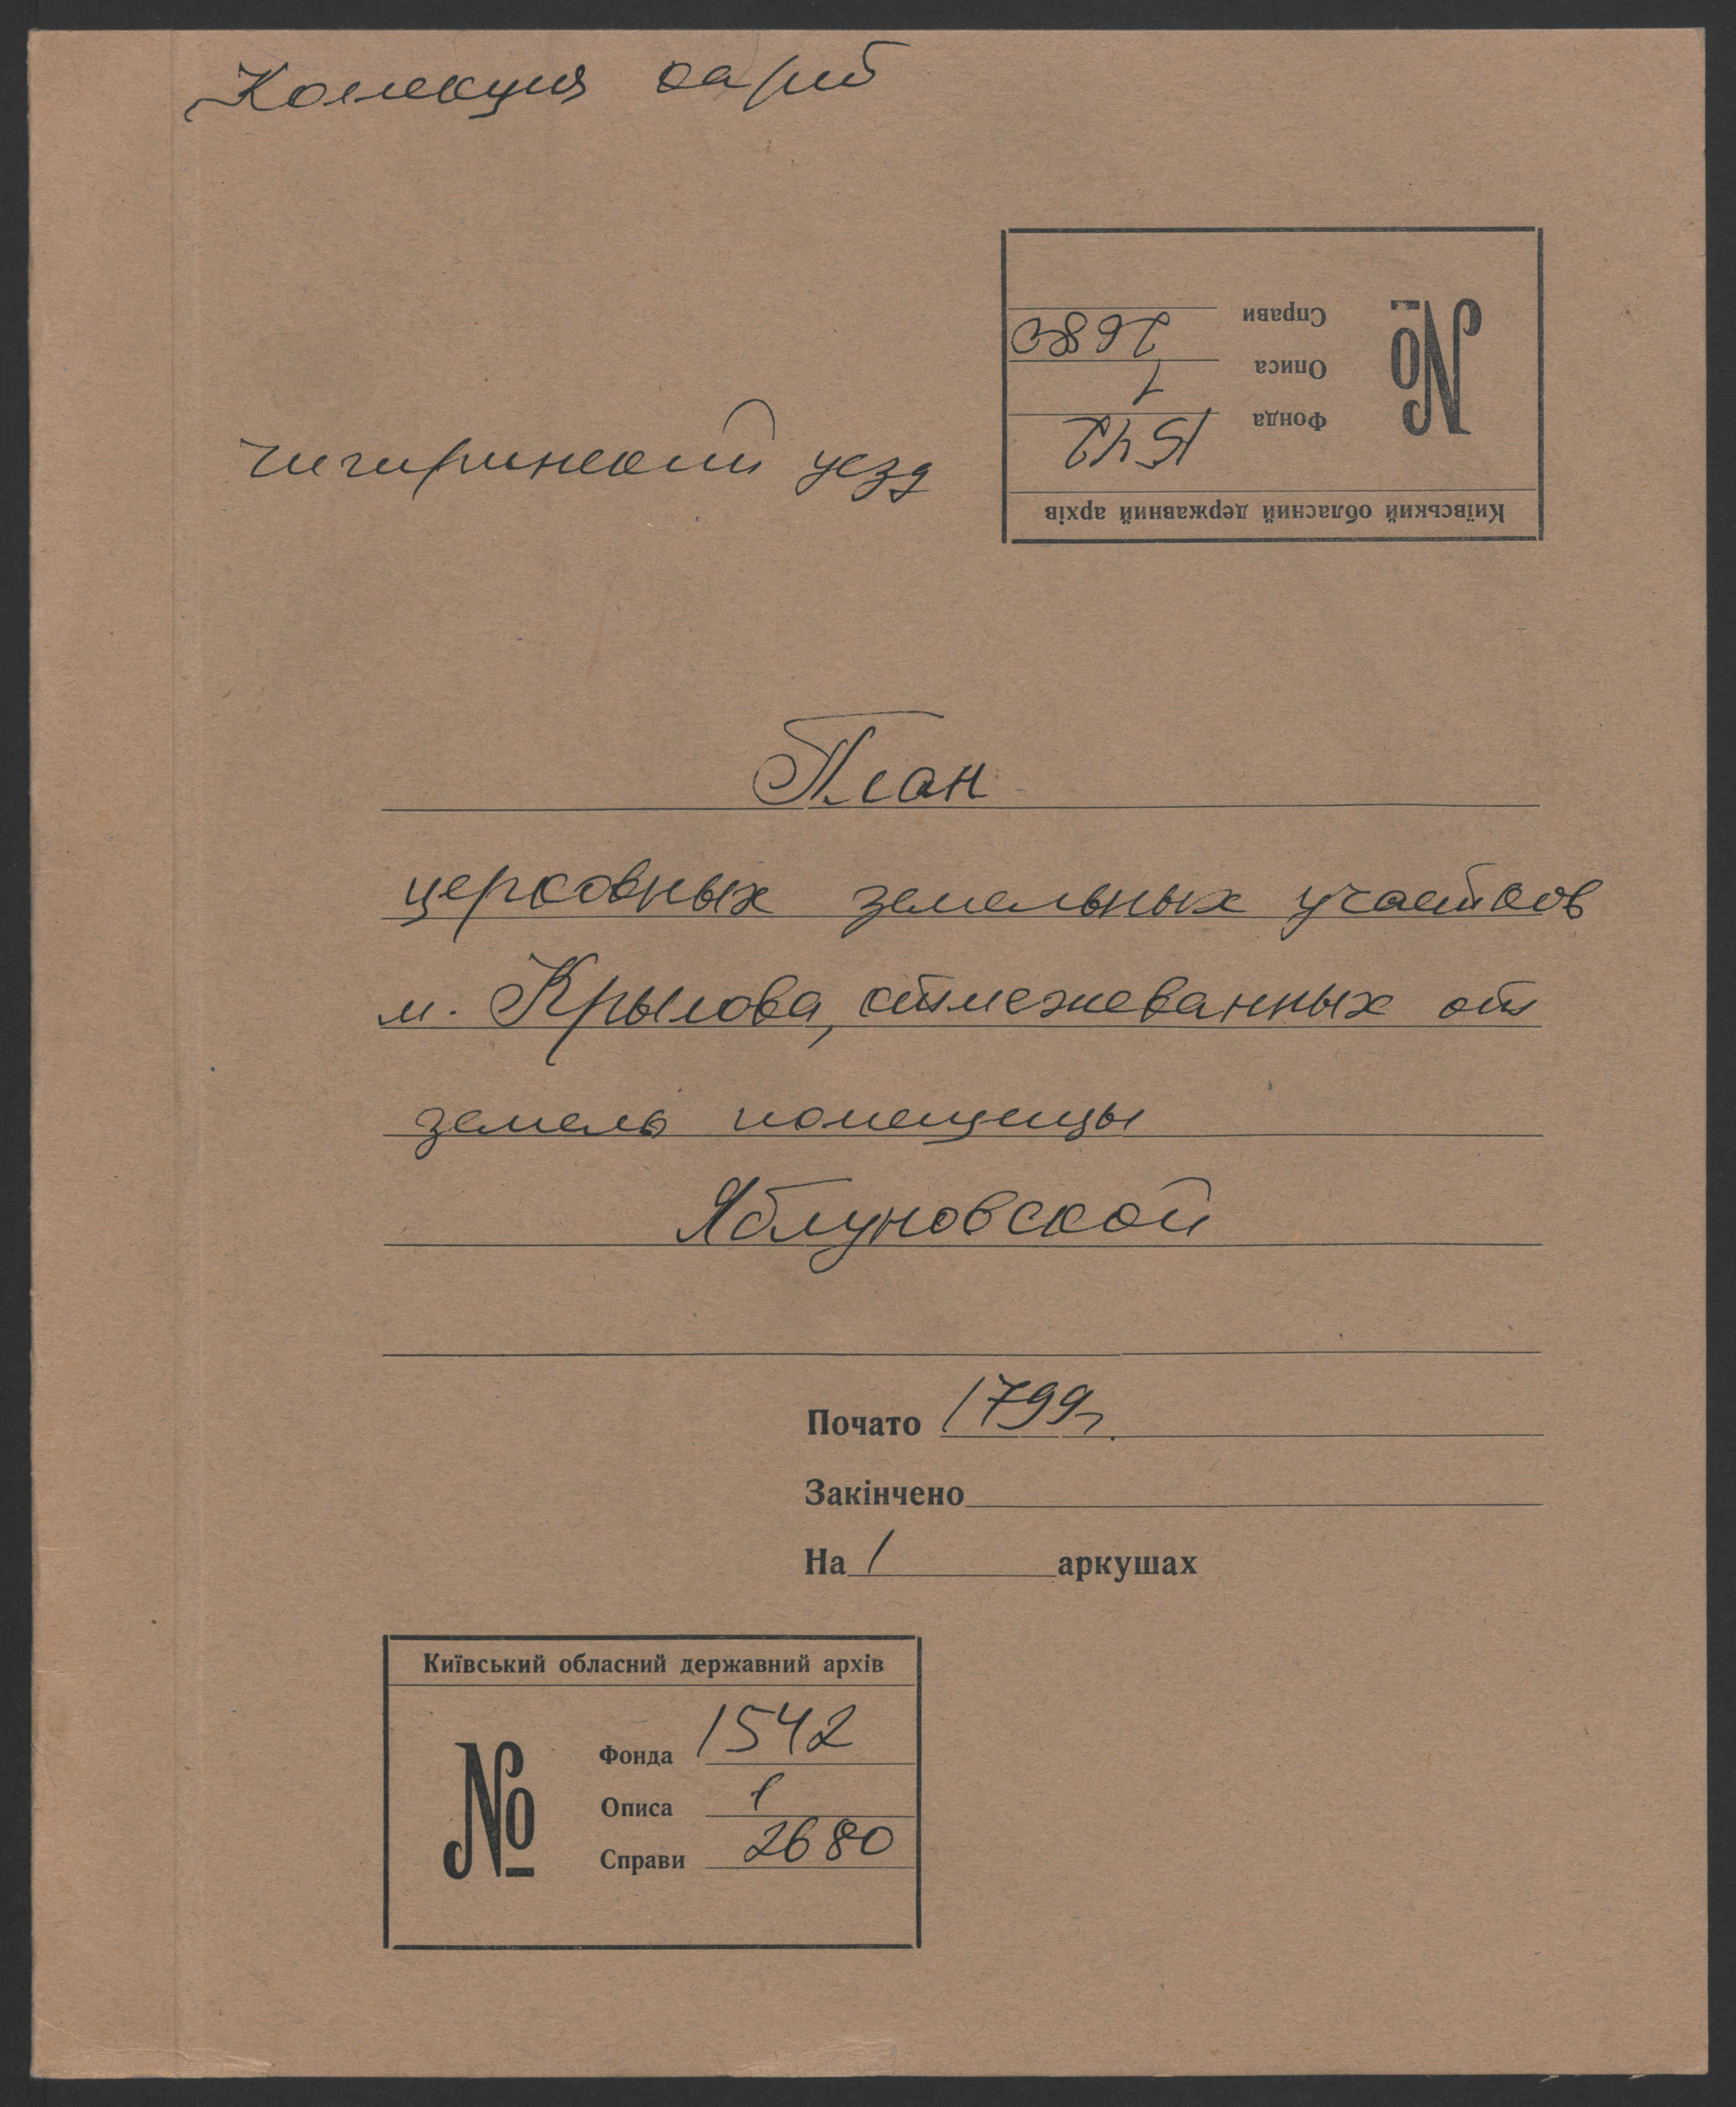 Колекция карт
Київський обласний державний архів
№
Фонда 1542
Описа 1
Справи 2680
Чигиринский уезд
План
церковных земельных участков
м. Крылова, отмежеванных от
земель помещицы
Яблуновской
Почато 1799 г.
Закінчено
На 1 аркушах
Київський обласний державний архів
№
Фонда 1542
Описа 1
Справи 2680